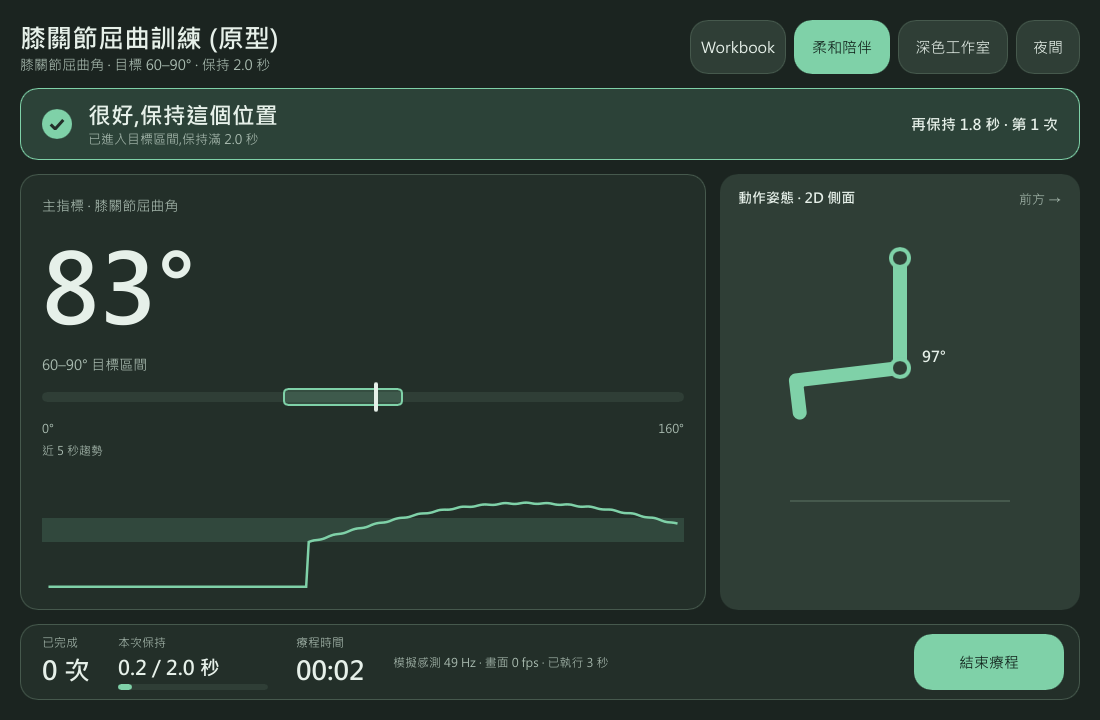 膝關節屈曲訓練 (原型)
膝關節屈曲角 · 目標 60–90° · 保持 2.0 秒
Workbook
柔和陪伴
深色工作室
夜間
很好,保持這個位置
已進入目標區間,保持滿 2.0 秒
再保持 1.8 秒 · 第 1 次
主指標 · 膝關節屈曲角
83°
60–90° 目標區間
0°
160°
近 5 秒趨勢
動作姿態 · 2D 側面
前方 →
97°
已完成
0 次
本次保持
0.2 / 2.0 秒
療程時間
00:02
模擬感測 49 Hz · 畫面 0 fps · 已執行 3 秒
結束療程